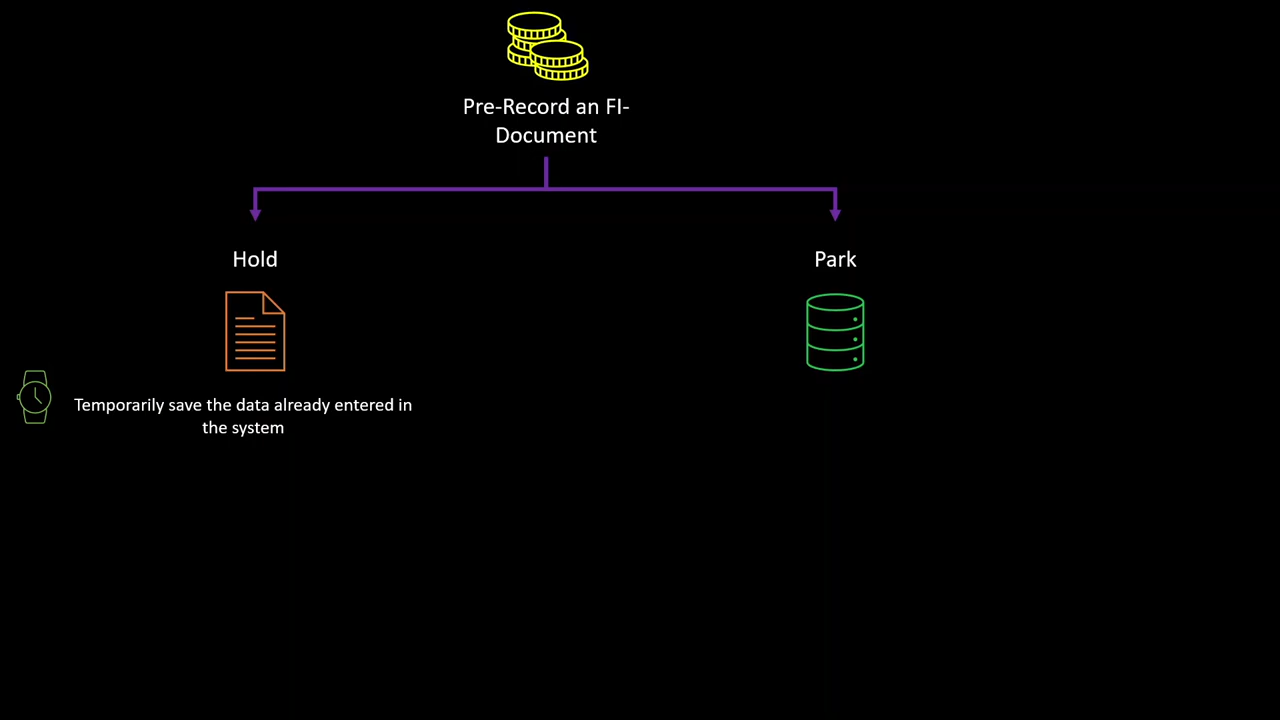 Pre-Record an FI-
Document
Hold
Park
Temporarily save the data already entered in
the system